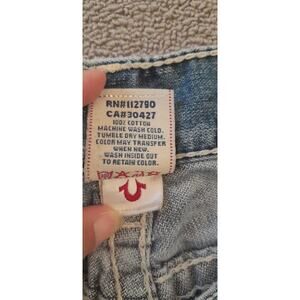 RN#112790
CA#30427
100% COTTON
MACHINE WASH COLD.
TUMBLE DRY MEDIUM.
COLOR MAY TRANSFER
WHEN NEW.
WASH INSIDE OUT
TO RETAIN COLOR.